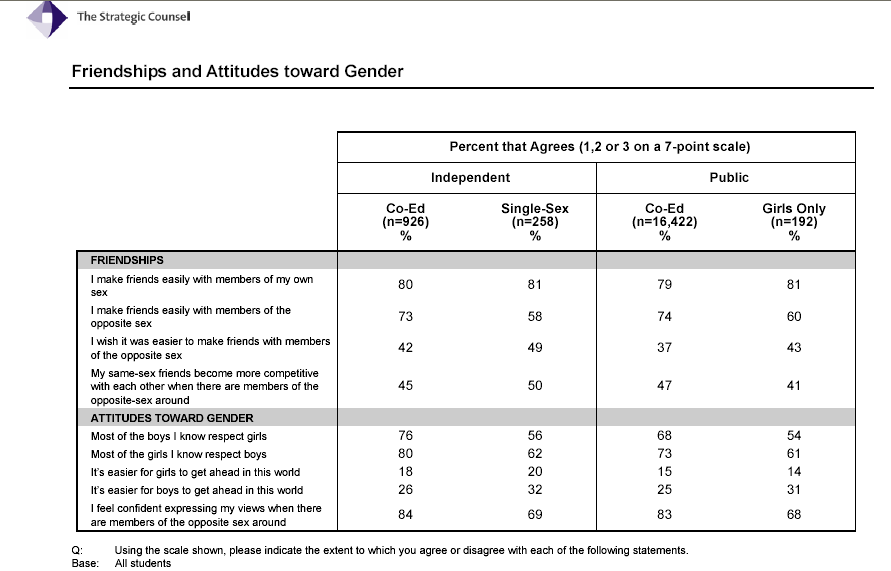 The Strategic Counsel
Friendships and Attitudes toward Gender
Percent that Agrees (1,2 or 3 on a 7-point scale)
Independent Public
Co-Ed Single-Sex Co-Ed Girls Only
(n=926) (n=258) (n=16,422) (n=192)
% % % %
FRIENDSHIPS
I make friends easily with members of my own
sex 80 81 79 81
I make friends easily with members of the
opposite sex 73 58 74 60
I wish it was easier to make friends with members
of the opposite sex 42 49 37 43
My same-sex friends become more competitive
with each other when there are members of the 45 50 47 41
opposite-sex around
ATTITUDES TOWARD GENDER
Most of the boys I know respect girls 76 56 68 54
Most of the girls I know respect boys 80 62 73 61
It's easier for girls to get ahead in this world 18 20 15 14
It's easier for boys to get ahead in this world 26 32 25 31
I feel confident expressing my views when there
are members of the opposite sex around 84 69 83 68
Q: Using the scale shown, please indicate the extent to which you agree or disagree with each of the following statements.
Base: All students